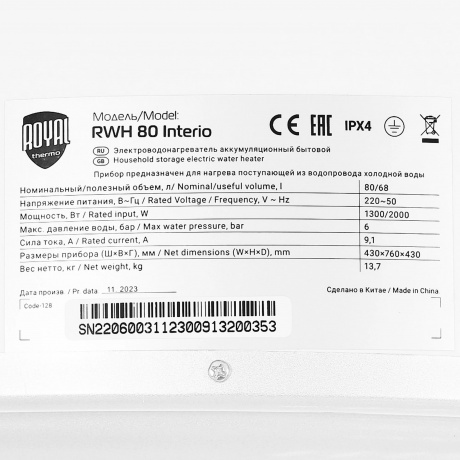 ROYAL
thermo
Модель/Model:
RWH 80 Interio
CE EAC IPX4
RU Электроводонагреватель аккумуляционный бытовой
GB Household storage electric water heater
Прибор предназначен для нагрева поступающей из водопровода холодной воды
Номинальный/полезный объем, л/ Nominal/useful volume, l 80/68
Напряжение питания, В~Гц / Rated Voltage / Frequency, V ~ Hz 220~50
Мощность, Вт / Rated input, W 1300/2000
Макс. давление воды, бар / Max water pressure, bar 6
Сила тока, А / Rated current, A 9,1
Размеры прибора (Ш×В×Г), мм / Net dimensions (W×H×D), mm 430×760×430
Вес нетто, кг / Net weight, kg 13,7
Дата произв. / Pr. data 11. 2023
Сделано в Китае / Made in China
Code-128:
SN2206003112300913200353